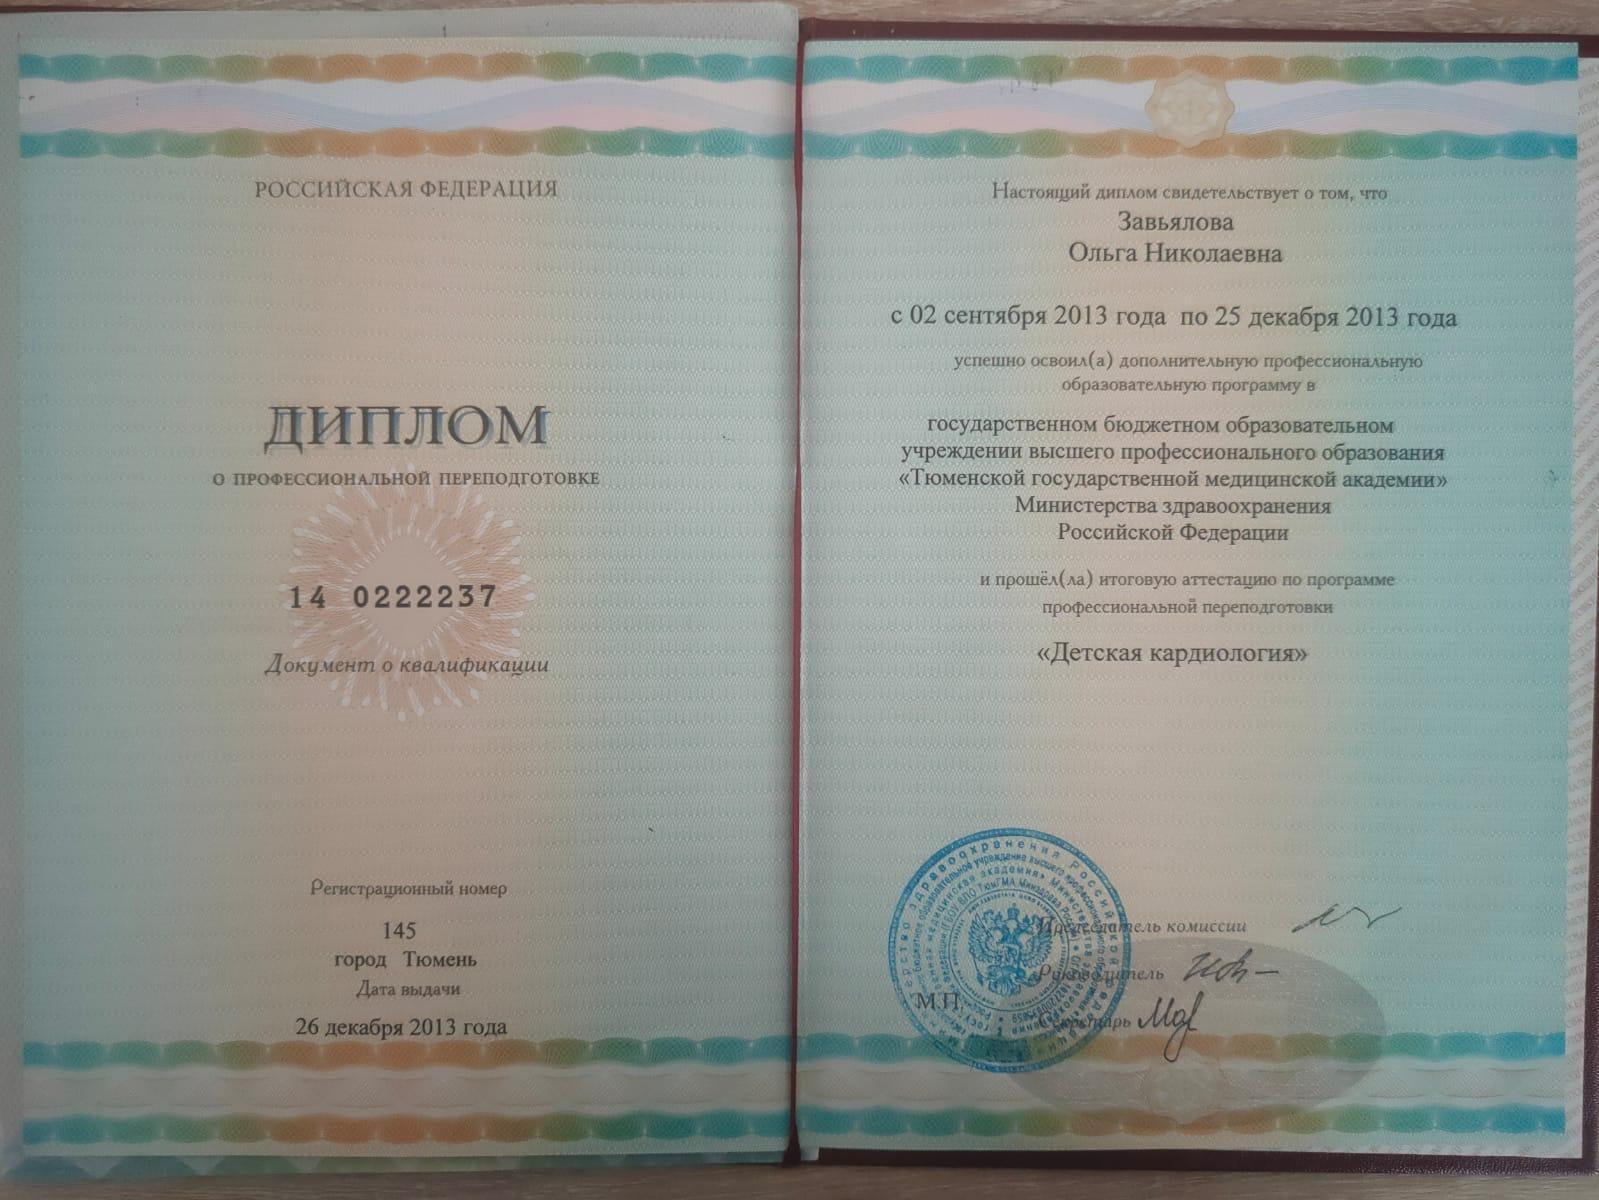 РОССИЙСКАЯ ФЕДЕРАЦИЯ
ДИПЛОМ
О ПРОФЕССИОНАЛЬНОЙ ПЕРЕПОДГОТОВКЕ
14 0222237
Документ о квалификации
Регистрационный номер
145
город Тюмень
Дата выдачи
26 декабря 2013 года
Настоящий диплом свидетельствует о том, что
Завьялова
Ольга Николаевна
с 02 сентября 2013 года по 25 декабря 2013 года
успешно освоил(а) дополнительную профессиональную
образовательную программу в
государственном бюджетном образовательном
учреждении высшего профессионального образования
«Тюменской государственной медицинской академии»
Министерства здравоохранения
Российской Федерации
и прошёл(ла) итоговую аттестацию по программе
профессиональной переподготовки
«Детская кардиология»
Председатель комиссии
Руководитель
М.П.
Секретарь